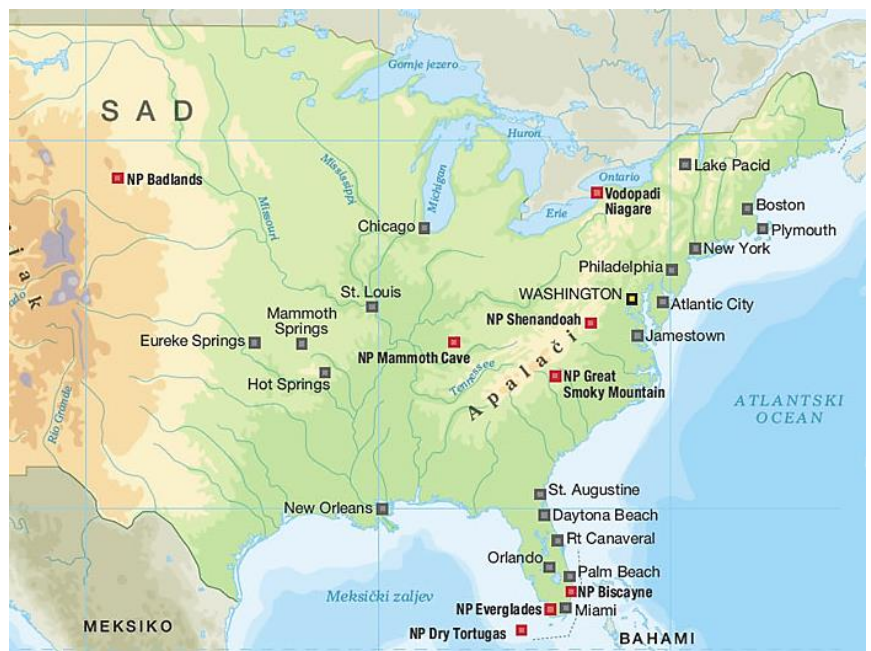 Gornje jezero
SAD
Huron
Mississippi
Michigan
Ontario
Lake Pacid
NP Badlands
Missouri
Erie
Vodopadi
Niagare
Boston
Plymouth
Chicago
New York
Philadelphia
St. Louis
WASHINGTON
Atlantic City
Mammoth
Springs
NP Shenandoah
Eureke Springs
Jamestown
NP Mammoth Cave
Apalači
Tennessee
Hot Springs
NP Great
Smoky Mountain
Rio Grande
ATLANTSKI
OCEAN
St. Augustine
New Orleans
Daytona Beach
Rt Canaveral
Orlando
Palm Beach
NP Biscayne
Meksički zaljev
NP Everglades
Miami
MEKSIKO
NP Dry Tortugas
BAHAMI